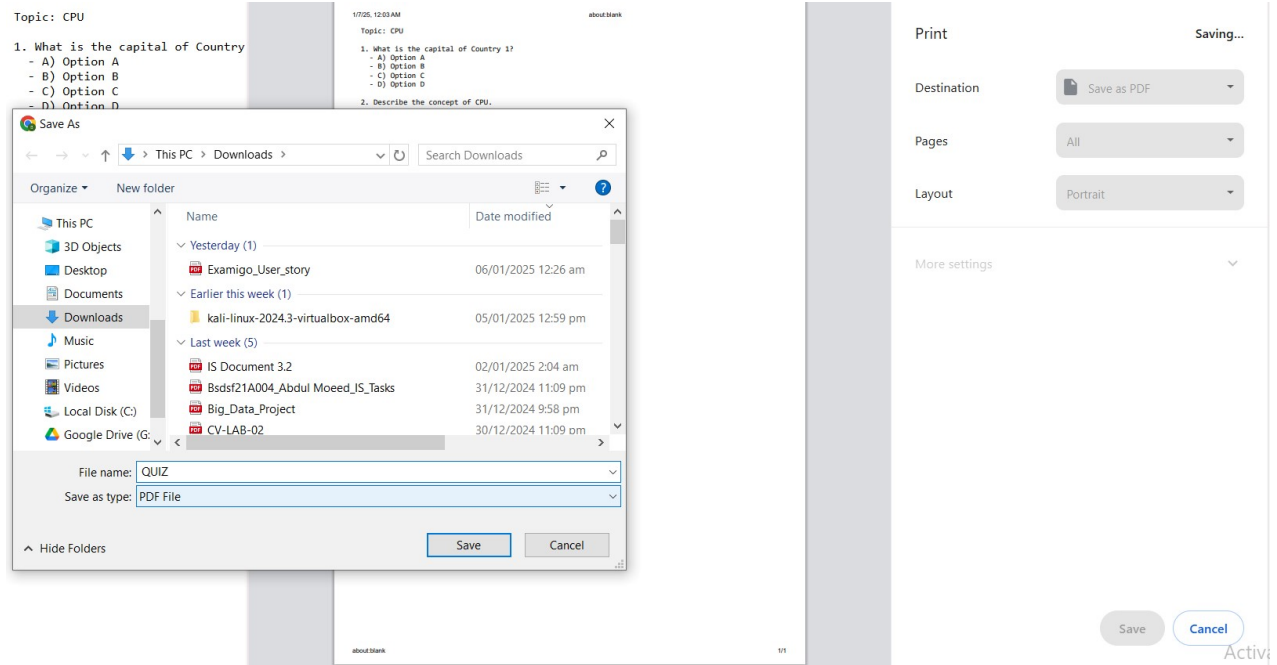 Topic: CPU
1. What is the capital of Country
- A) Option A
- B) Option B
- C) Option C
- D) Option D
1/7/25, 12:03 AM about:blank
Topic: CPU
1. What is the capital of Country 1?
- A) Option A
- B) Option B
- C) Option C
- D) Option D
2. Describe the concept of CPU.
about:blank 1/1
Print Saving...
Destination Save as PDF
Pages All
Layout Portrait
More settings
Save Cancel
Activa
Save As
This PC > Downloads > Search Downloads
Organize New folder
This PC
3D Objects
Desktop
Documents
Downloads
Music
Pictures
Videos
Local Disk (C:)
Google Drive (G:
Name Date modified
Yesterday (1)
Examigo_User_story 06/01/2025 12:26 am
Earlier this week (1)
kali-linux-2024.3-virtualbox-amd64 05/01/2025 12:59 pm
Last week (5)
IS Document 3.2 02/01/2025 2:04 am
Bsdsf21A004_Abdul Moeed_IS_Tasks 31/12/2024 11:09 pm
Big_Data_Project 31/12/2024 9:58 pm
CV-LAB-02 30/12/2024 11:09 pm
File name: QUIZ
Save as type: PDF File
Hide Folders
Save Cancel